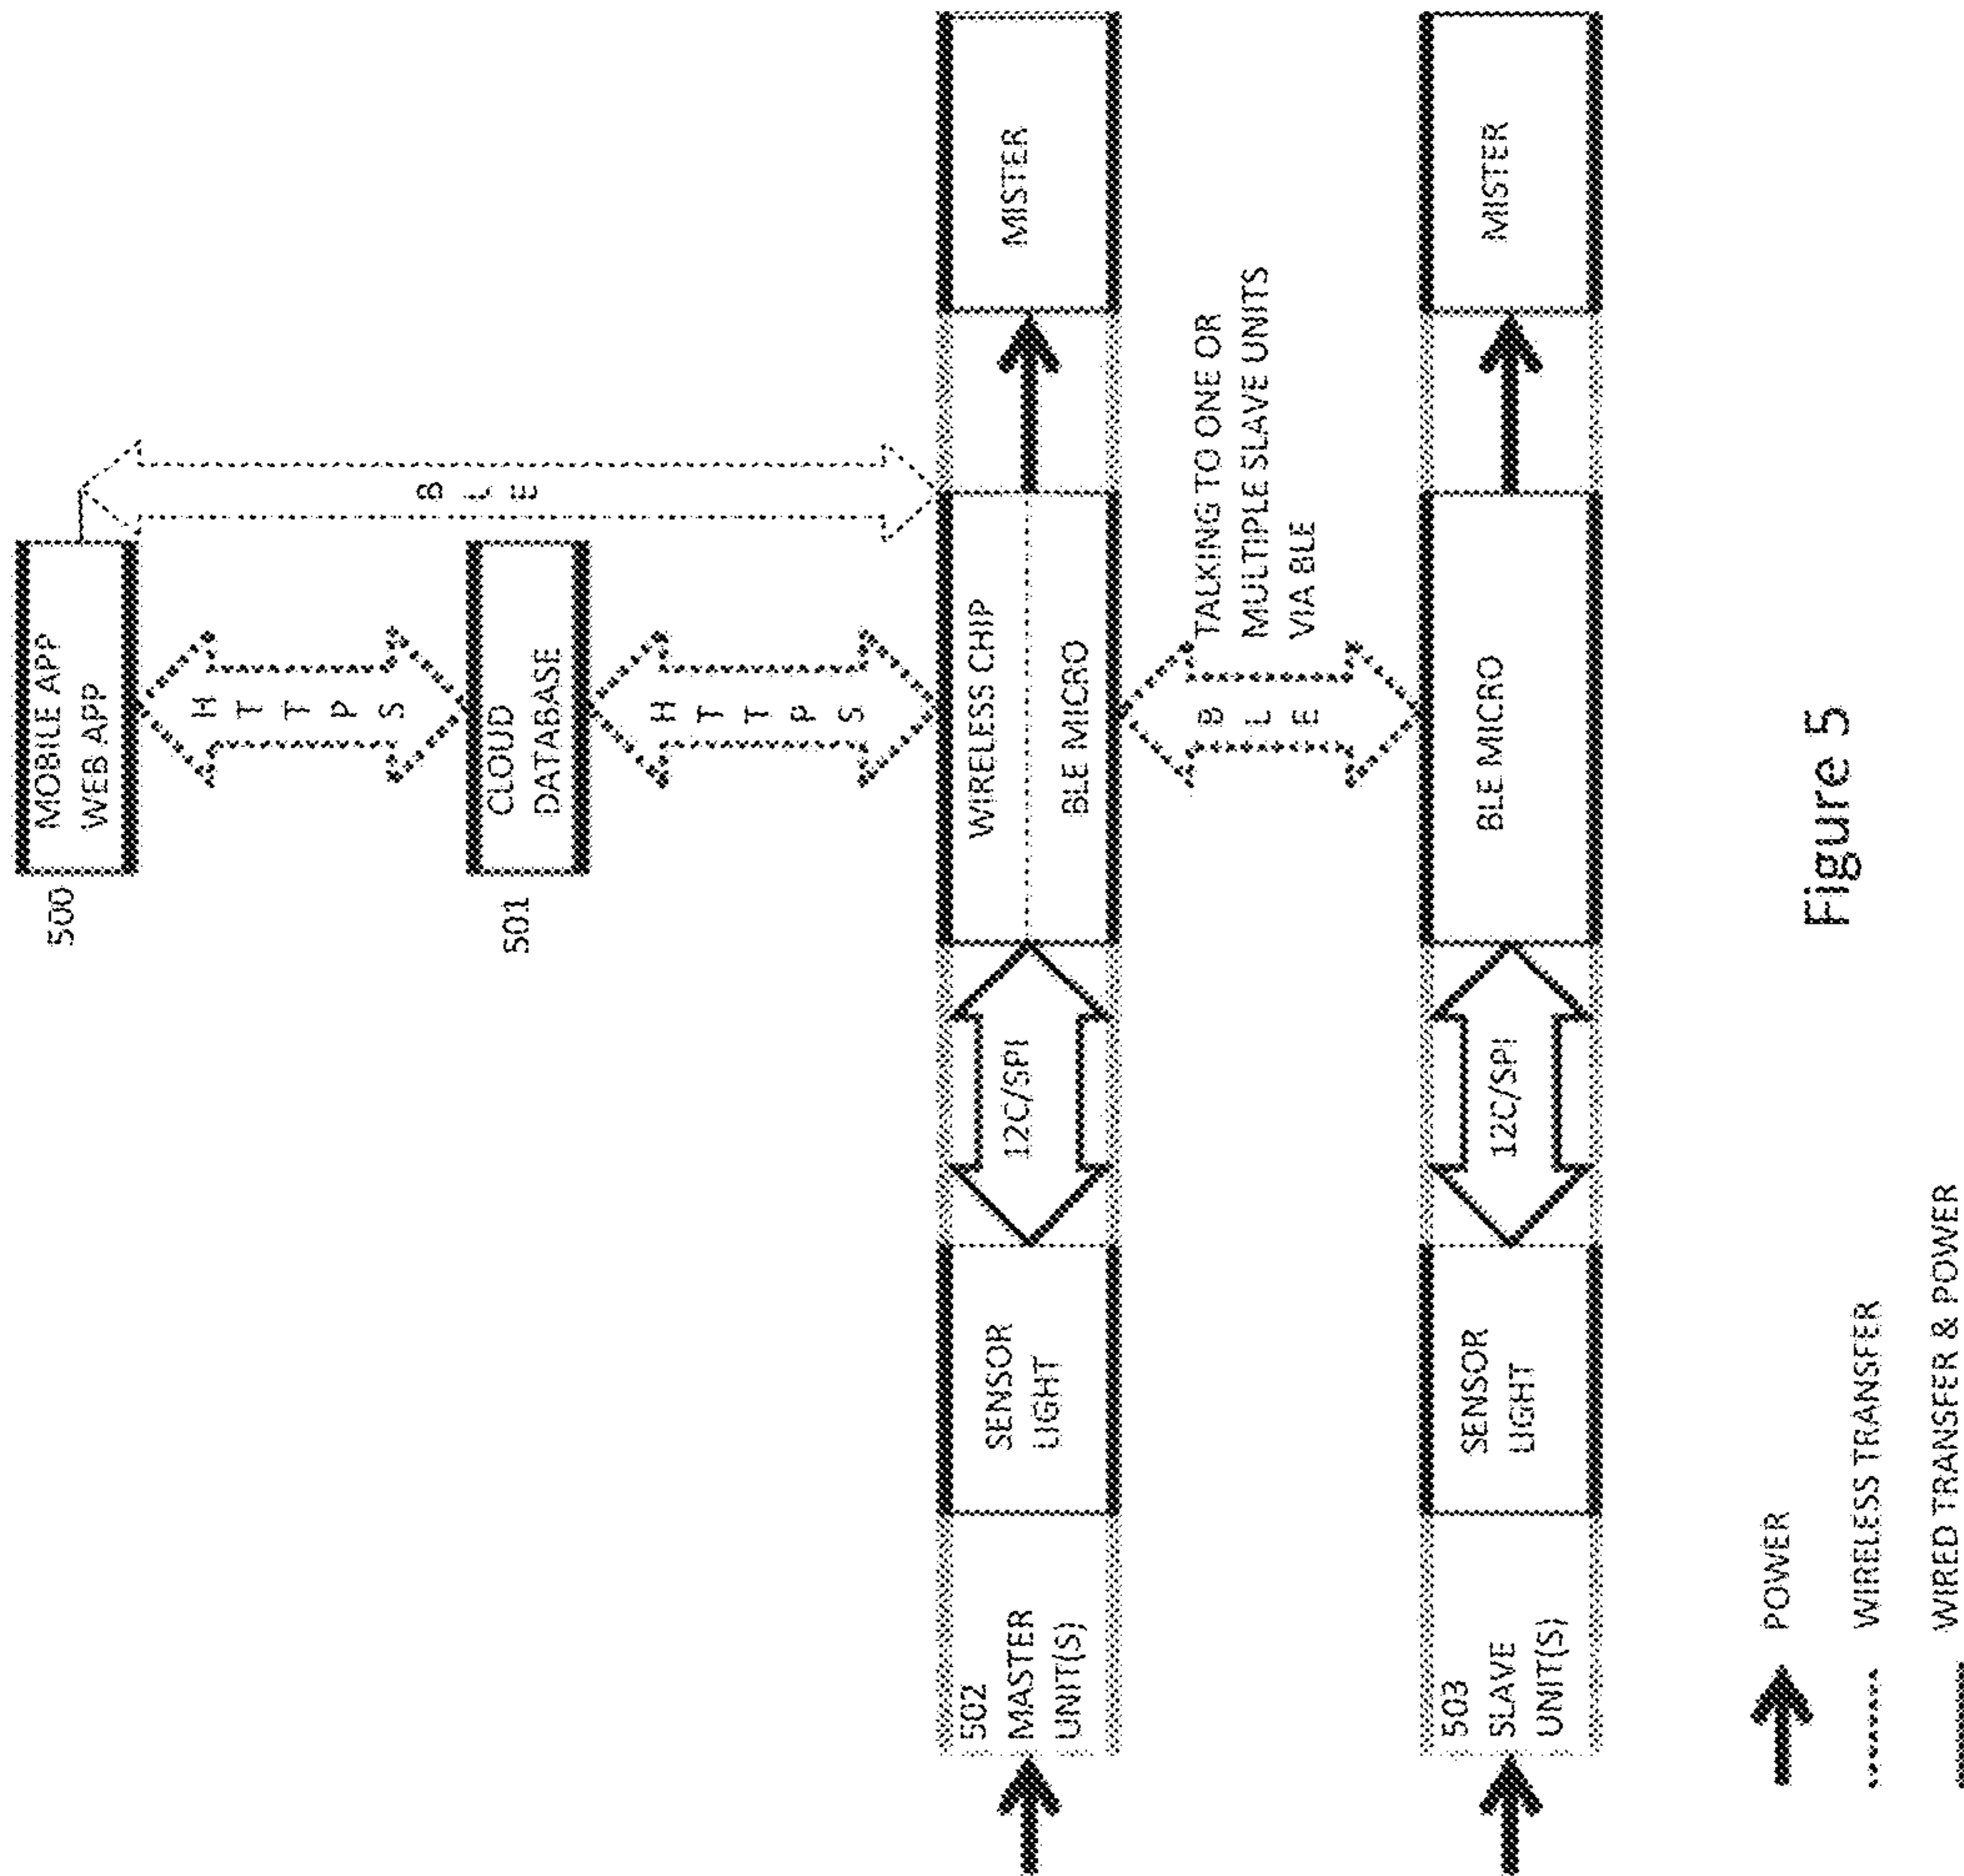 500
MOBILE APP
WEB APP
H T T P S
BLE
501
CLOUD
DATABASE
H T T P S
502
MASTER
UNIT(S)
SENSOR
LIGHT
12C/SPI
WIRELESS CHIP
BLE MICRO
MISTER
BLE
TALKING TO ONE OR
MULTIPLE SLAVE UNITS
VIA BLE
503
SLAVE
UNIT(S)
SENSOR
LIGHT
12C/SPI
BLE MICRO
MISTER
POWER
WIRELESS TRANSFER
WIRED TRANSFER & POWER
Figure 5